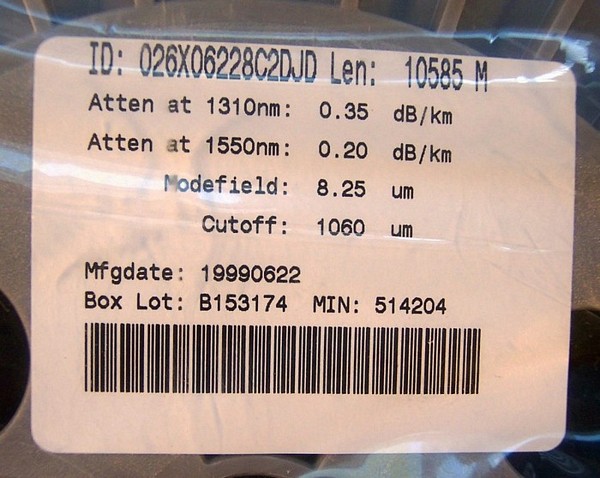 ID: 026X06228C2DJD Len: 10585 M
Atten at 1310nm: 0.35 dB/km
Atten at 1550nm: 0.20 dB/km
Modefield: 8.25 um
Cutoff: 1060 um
Mfgdate: 19990622
Box Lot: B153174 MIN: 514204